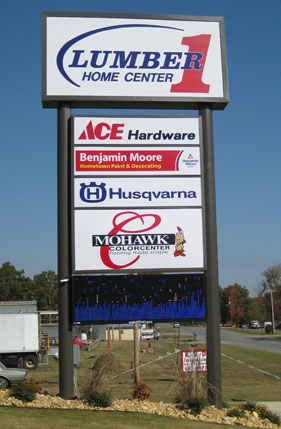 LUMBER 1
HOME CENTER
ACE Hardware
Benjamin Moore
Hometown Paint & Decorating
Husqvarna
MOHAWK
COLORCENTER
flooring made simple